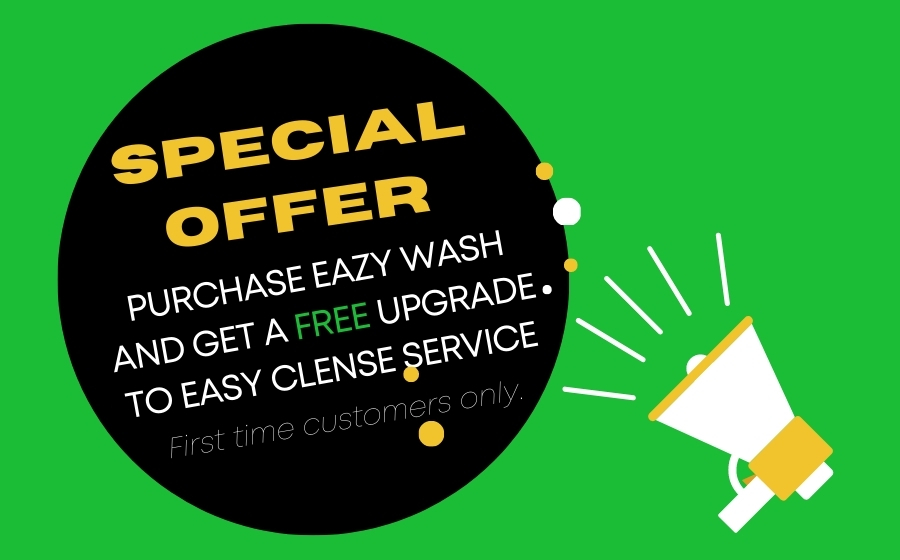 SPECIAL
OFFER
PURCHASE EAZY WASH
AND GET A FREE UPGRADE
TO EASY CLENSE SERVICE
First time customers only.